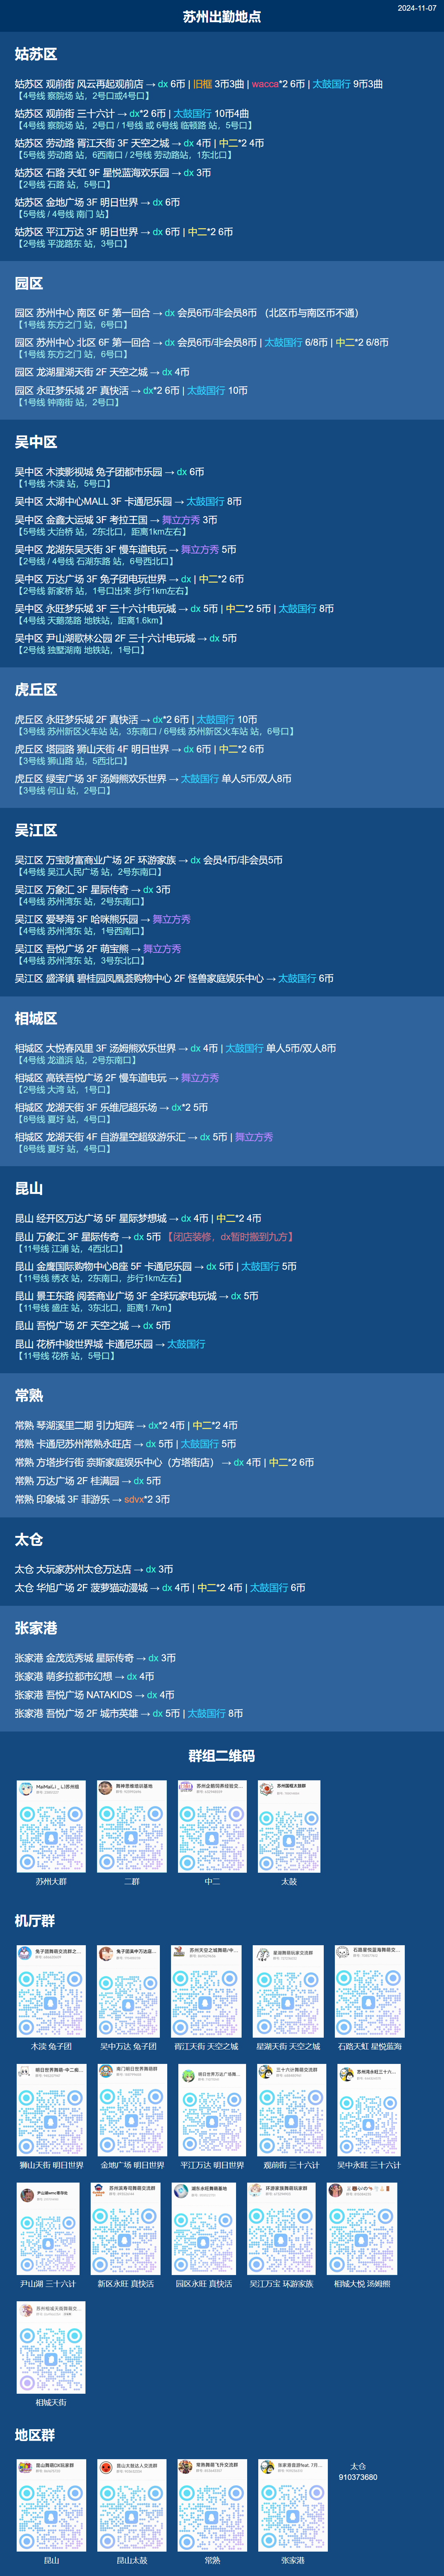 苏州出勤地点
2024-11-07
姑苏区
姑苏区 观前街 风云再起观前店 → dx 6币 | 旧框 3币3曲 | wacca*2 6币 | 太鼓国行 9币3曲
【4号线 察院场 站，2号口或4号口】
姑苏区 观前街 三十六计 → dx*2 6币 | 太鼓国行 10币4曲
【4号线 察院场 站，2号口 / 1号线 或 6号线 临顿路 站，5号口】
姑苏区 劳动路 胥江天街 3F 天空之城 → dx 4币 | 中二*2 4币
【5号线 劳动路 站，6西南口 / 2号线 劳动路站，1东北口】
姑苏区 石路 天虹 9F 星悦蓝海欢乐园 → dx 3币
【2号线 石路 站，5号口】
姑苏区 金地广场 3F 明日世界 → dx 6币
【5号线 / 4号线 南门 站】
姑苏区 平江万达 3F 明日世界 → dx 6币 | 中二*2 6币
【2号线 平泷路东 站，3号口】
园区
园区 苏州中心 南区 6F 第一回合 → dx 会员6币/非会员8币 （北区币与南区币不通）
【1号线 东方之门 站，6号口】
园区 苏州中心 北区 6F 第一回合 → dx 会员6币/非会员8币 | 太鼓国行 6/8币 | 中二*2 6/8币
【1号线 东方之门 站，6号口】
园区 龙湖星湖天街 2F 天空之城 → dx 4币
园区 永旺梦乐城 2F 真快活 → dx*2 6币 | 太鼓国行 10币
【1号线 钟南街 站，2号口】
吴中区
吴中区 木渎影视城 兔子团都市乐园 → dx 6币
【1号线 木渎 站，5号口】
吴中区 太湖中心MALL 3F 卡通尼乐园 → 太鼓国行 8币
吴中区 金鑫大运城 3F 考拉王国 → 舞立方秀 3币
【5号线 大治桥 站，2东北口，距离1km左右】
吴中区 龙湖东吴天街 3F 慢车道电玩 → 舞立方秀 5币
【2号线 / 4号线 石湖东路 站，6号西北口】
吴中区 万达广场 3F 兔子团电玩世界 → dx | 中二*2 6币
【2号线 新家桥 站，1号口出来 步行1km左右】
吴中区 永旺梦乐城 3F 三十六计电玩城 → dx 5币 | 中二*2 5币 | 太鼓国行 8币
【4号线 天鹅荡路 地铁站，距离1.6km】
吴中区 尹山湖歌林公园 2F 三十六计电玩城 → dx 5币
【2号线 独墅湖南 地铁站，1号口】
虎丘区
虎丘区 永旺梦乐城 2F 真快活 → dx*2 6币 | 太鼓国行 10币
【3号线 苏州新区火车站 站，3东南口 / 6号线 苏州新区火车站 站，6号口】
虎丘区 塔园路 狮山天街 4F 明日世界 → dx 6币 | 中二*2 6币
【3号线 狮山路 站，5西北口】
虎丘区 绿宝广场 3F 汤姆熊欢乐世界 → 太鼓国行 单人5币/双人8币
【3号线 何山 站，2号口】
吴江区
吴江区 万宝财富商业广场 2F 环游家族 → dx 会员4币/非会员5币
【4号线 吴江人民广场 站，2号东南口】
吴江区 万象汇 3F 星际传奇 → dx 3币
【4号线 苏州湾东 站，2号东南口】
吴江区 爱琴海 3F 哈咪熊乐园 → 舞立方秀
【4号线 苏州湾东 站，1号西南口】
吴江区 吾悦广场 2F 萌宝熊 → 舞立方秀
【4号线 苏州湾东 站，3号东北口】
吴江区 盛泽镇 碧桂园凤凰荟购物中心 2F 怪兽家庭娱乐中心 → 太鼓国行 6币
相城区
相城区 大悦春风里 3F 汤姆熊欢乐世界 → dx 4币 | 太鼓国行 单人5币/双人8币
【4号线 龙道浜 站，2号东南口】
相城区 高铁吾悦广场 2F 慢车道电玩 → 舞立方秀
【2号线 大湾 站，1号口】
相城区 龙湖天街 3F 乐维尼超乐场 → dx*2 5币
【8号线 夏圩 站，4号口】
相城区 龙湖天街 4F 自游星空超级游乐汇 → dx 5币 | 舞立方秀
【8号线 夏圩 站，4号口】
昆山
昆山 经开区万达广场 5F 星际梦想城 → dx 4币 | 中二*2 4币
昆山 万象汇 3F 星际传奇 → dx 5币 【闭店装修，dx暂时搬到九方】
【11号线 江浦 站，4西北口】
昆山 金鹰国际购物中心B座 5F 卡通尼乐园 → dx 5币 | 太鼓国行 5币
【11号线 绣衣 站，2东南口，步行1km左右】
昆山 景王东路 阅荟商业广场 3F 全球玩家电玩城 → dx 5币
【11号线 盛庄 站，3东北口，距离1.7km】
昆山 吾悦广场 2F 天空之城 → dx 5币
昆山 花桥中骏世界城 卡通尼乐园 → 太鼓国行
【11号线 花桥 站，5号口】
常熟
常熟 琴湖溪里二期 引力矩阵 → dx*2 4币 | 中二*2 4币
常熟 卡通尼苏州常熟永旺店 → dx 5币 | 太鼓国行 5币
常熟 方塔步行街 奈斯家庭娱乐中心（方塔街店） → dx 4币 | 中二*2 6币
常熟 万达广场 2F 桂满园 → dx 5币
常熟 印象城 3F 菲游乐 → sdvx*2 3币
太仓
太仓 大玩家苏州太仓万达店 → dx 3币
太仓 华旭广场 2F 菠萝猫动漫城 → dx 4币 | 中二*2 4币 | 太鼓国行 6币
张家港
张家港 金茂览秀城 星际传奇 → dx 3币
张家港 萌多拉都市幻想 → dx 4币
张家港 吾悦广场 NATAKIDS → dx 4币
张家港 吾悦广场 2F 城市英雄 → dx 5币 | 太鼓国行 8币
群组二维码
苏州大群 二群 中二 太鼓
机厅群
木渎 兔子团 吴中万达 兔子团 胥江天街 天空之城 星湖天街 天空之城 石路天虹 星悦蓝海
狮山天街 明日世界 金地广场 明日世界 平江万达 明日世界 观前街 三十六计 吴中永旺 三十六计
尹山湖 三十六计 新区永旺 真快活 园区永旺 真快活 吴江万宝 环游家族 相城大悦 汤姆熊
相城天街
地区群
太仓
910373680
昆山 昆山太鼓 常熟 张家港